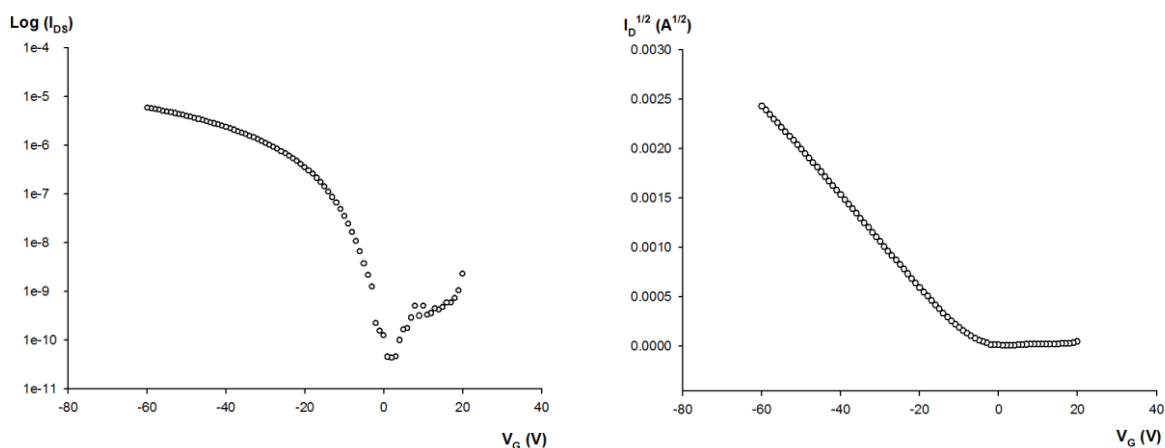 Log (I_DS)
1e-4
1e-5
1e-6
1e-7
1e-8
1e-9
1e-10
1e-11
-80 -60 -40 -20 0 20 40
V_G (V)
I_D^1/2 (A^1/2)
0.0030
0.0025
0.0020
0.0015
0.0010
0.0005
0.0000
-80 -60 -40 -20 0 20 40
V_G (V)